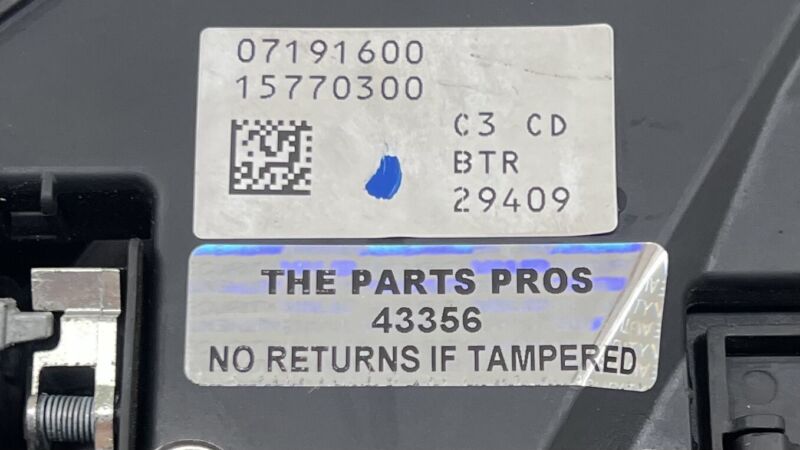 07191600
15770300
C3 CD
BTR
29409
THE PARTS PROS
43356
NO RETURNS IF TAMPERED